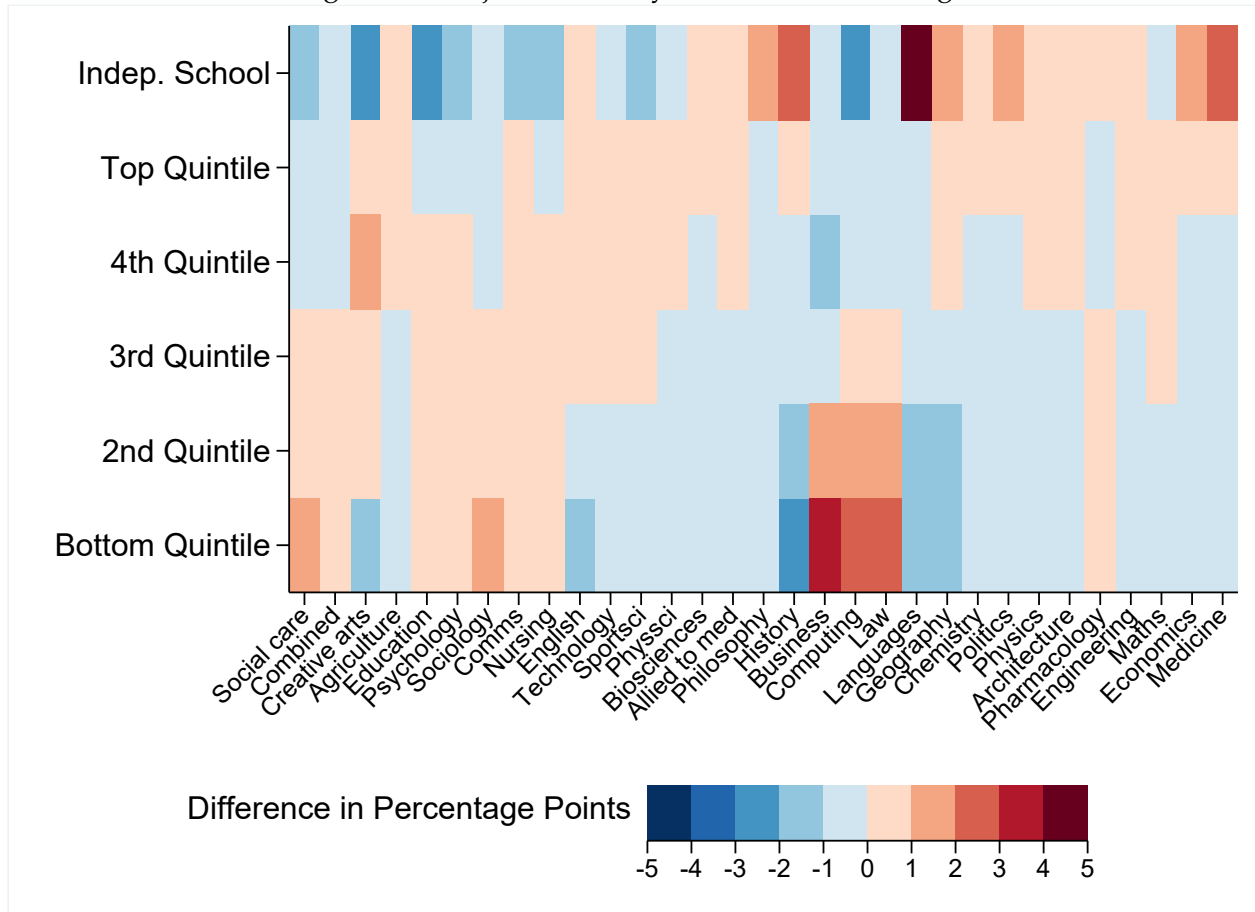 Indep. School
Top Quintile
4th Quintile
3rd Quintile
2nd Quintile
Bottom Quintile
Social care
Combined
Creative arts
Agriculture
Education
Psychology
Sociology
Comms
Nursing
English
Technology
Sportsci
Physsci
Biosciences
Allied to med
Philosophy
History
Business
Computing
Law
Languages
Geography
Chemistry
Politics
Physics
Architecture
Pharmacology
Engineering
Maths
Economics
Medicine
Difference in Percentage Points
-5 -4 -3 -2 -1 0 1 2 3 4 5